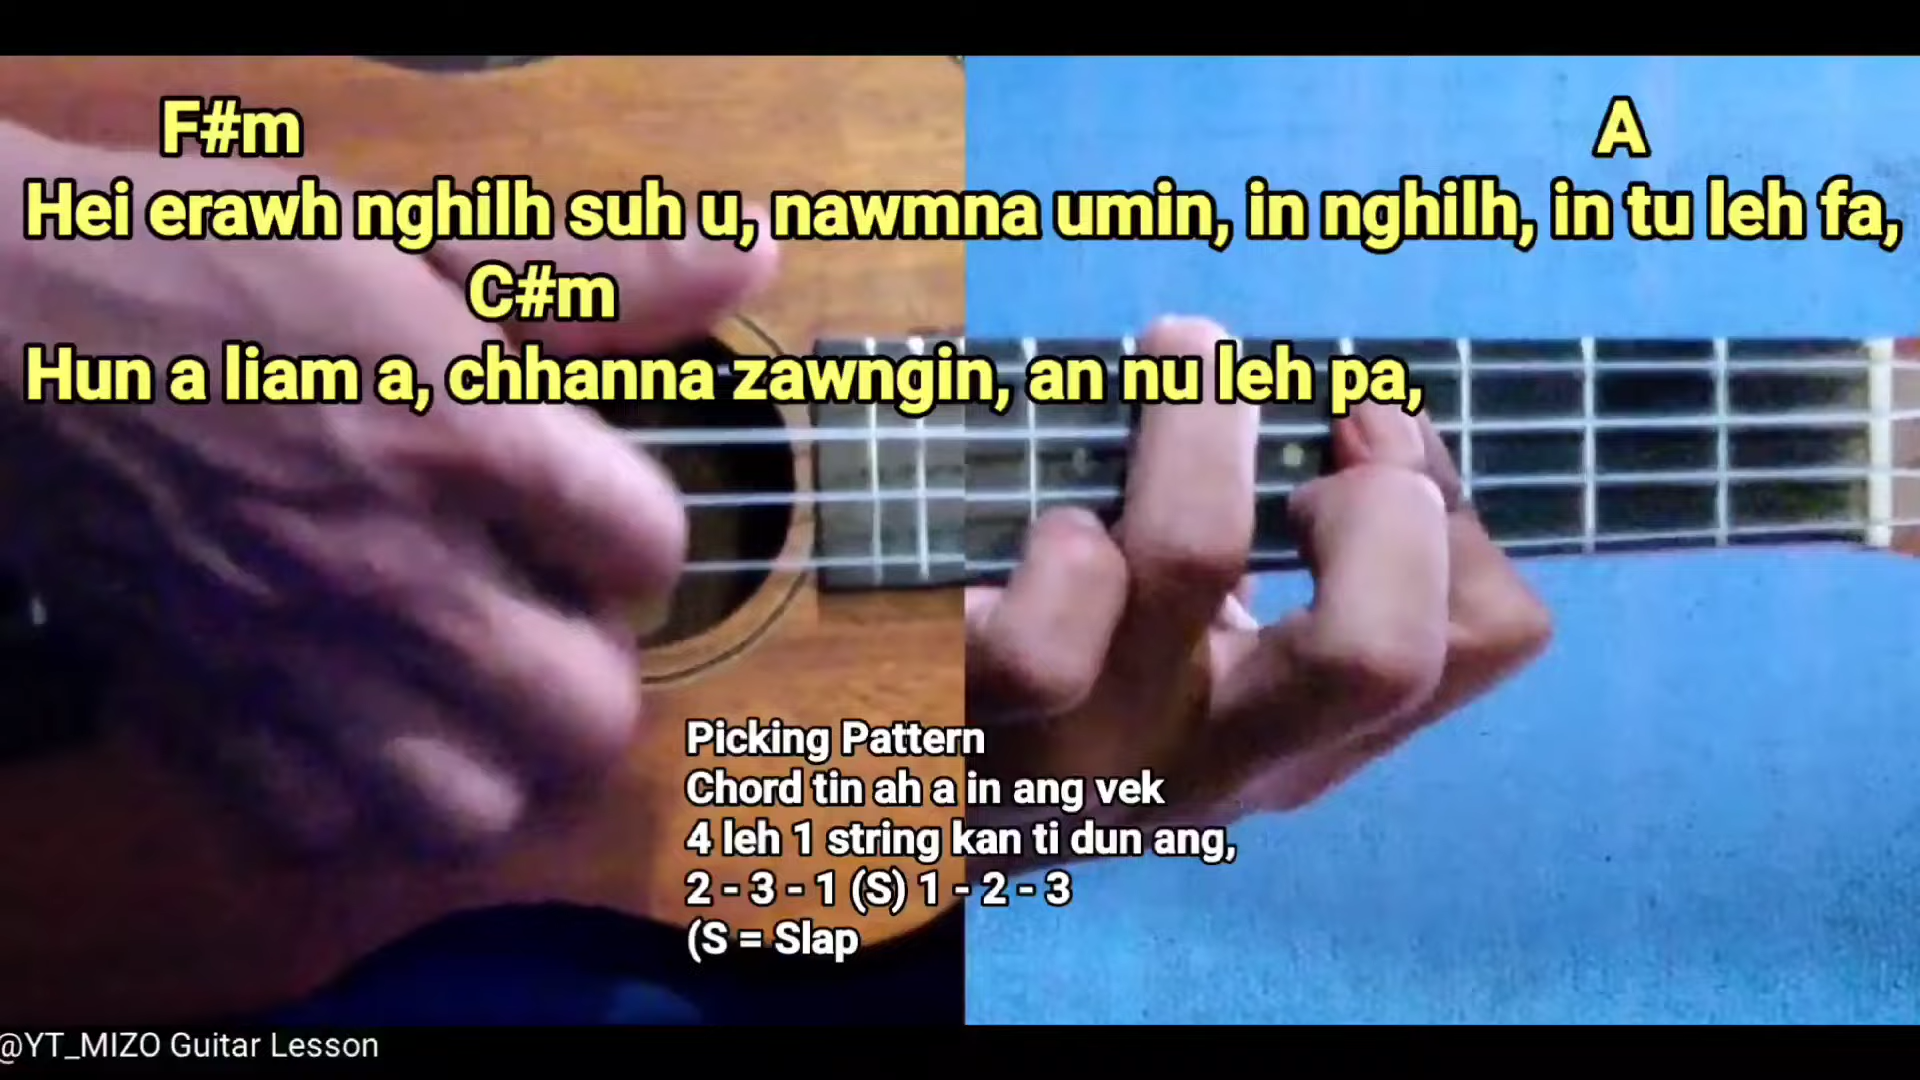 F#m A
Hei erawh nghilh suh u, nawmna umin, in nghilh, in tu leh fa,
C#m
Hun a liam a, chhanna zawngin, an nu leh pa,
Picking Pattern
Chord tin ah a in ang vek
4 leh 1 string kan ti dun ang,
2 - 3 - 1 (S) 1 - 2 - 3
(S = Slap
@YT_MIZO Guitar Lesson